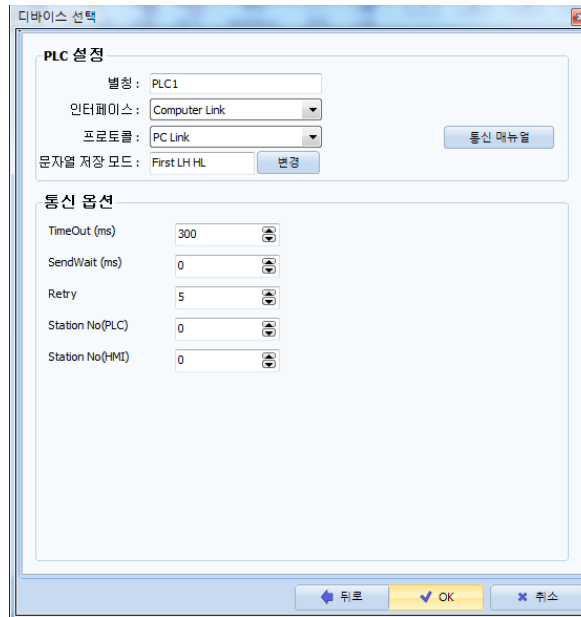 디바이스 선택
PLC 설정
별칭 : PLC1
인터페이스 : Computer Link
프로토콜 : PC Link 통신 매뉴얼
문자열 저장 모드 : First LH HL 변경
통신 옵션
TimeOut (ms) 300
SendWait (ms) 0
Retry 5
Station No(PLC) 0
Station No(HMI) 0
뒤로 OK 취소